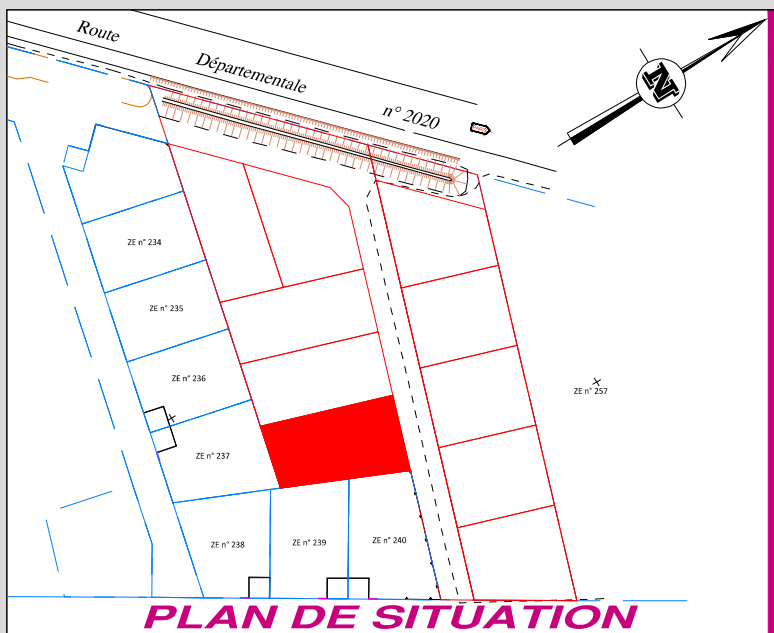 Route
Départementale
n° 2020
N
ZE n° 234
ZE n° 235
ZE n° 236
ZE n° 257
ZE n° 237
ZE n° 238
ZE n° 239
ZE n° 240
PLAN DE SITUATION